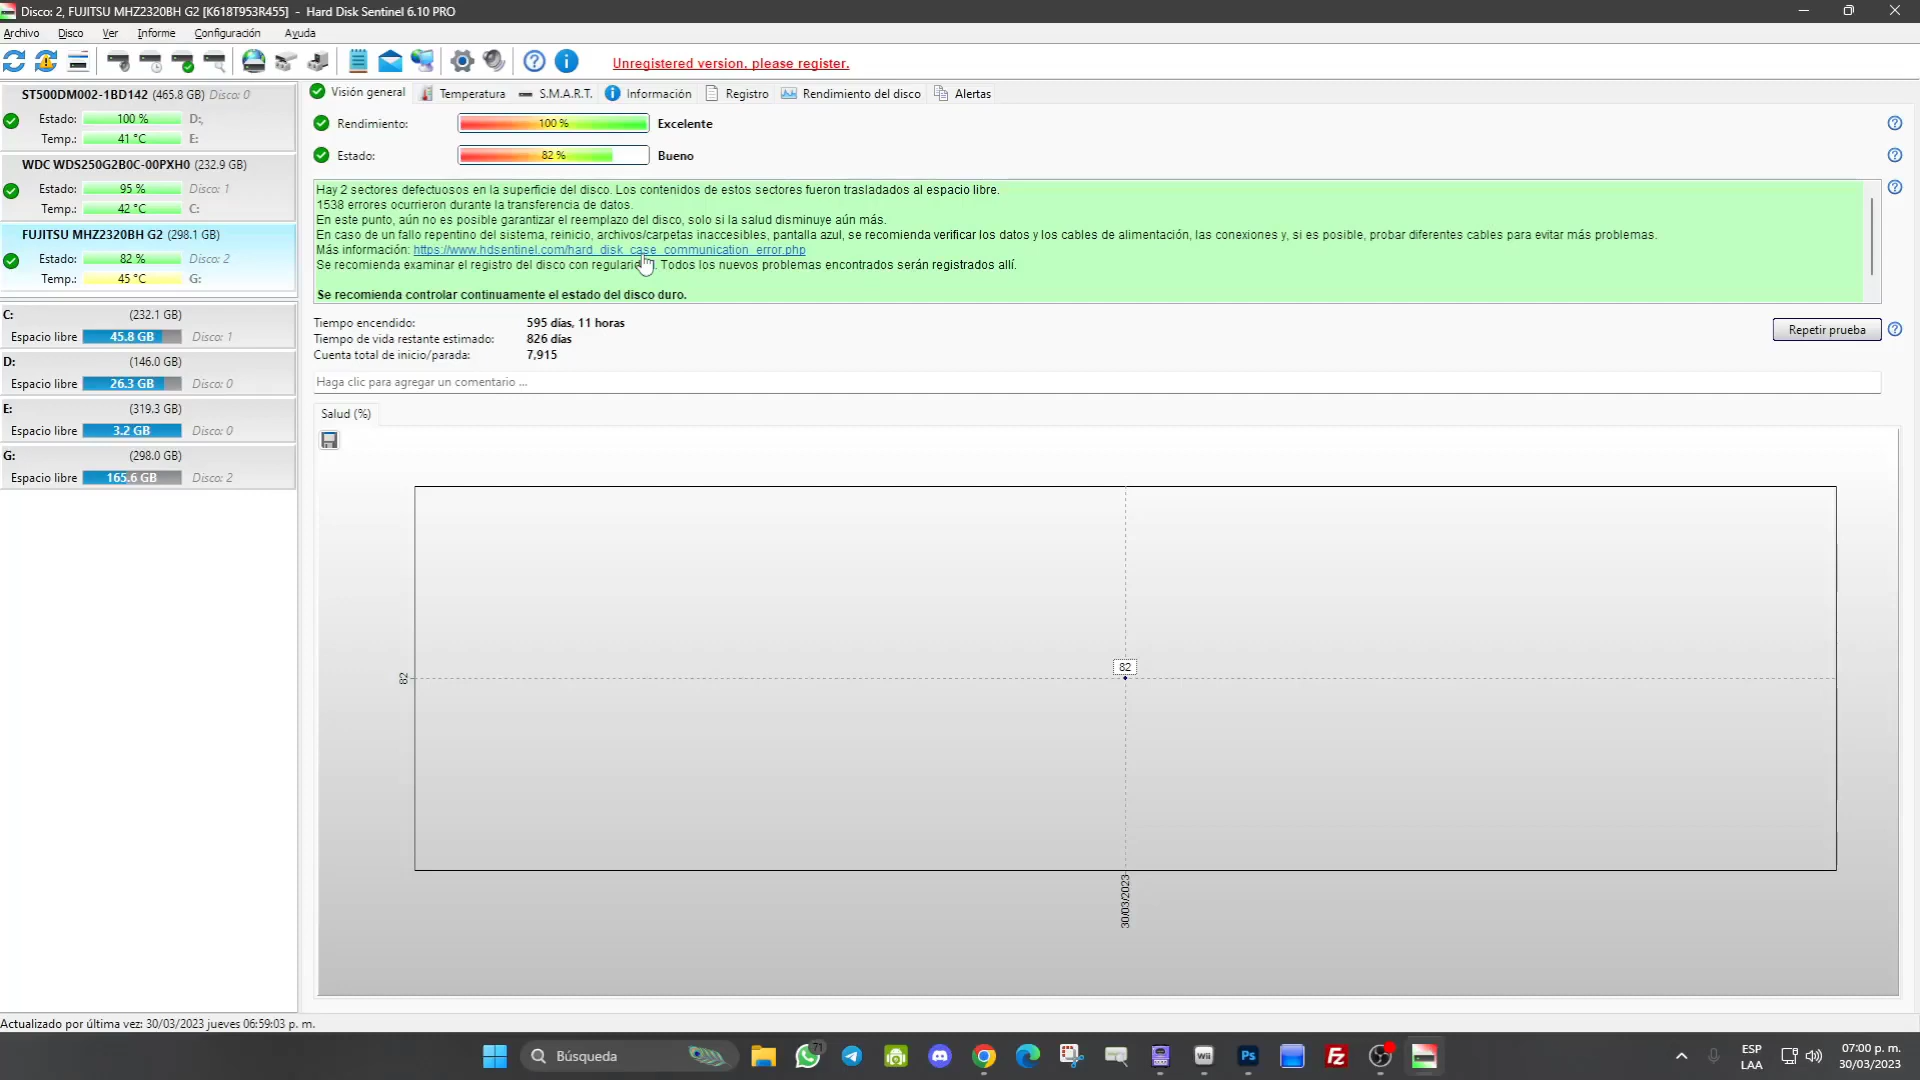 Disco: 2, FUJITSU MHZ2320BH G2 [K618T953R455]  -  Hard Disk Sentinel 6.10 PRO
Archivo Disco Ver Informe Configuración Ayuda
Unregistered version, please register.
ST500DM002-1BD142 (465.8 GB) Disco: 0
Estado: 100 % D:,
Temp.: 41 °C E:
WDC WDS250G2B0C-00PXH0 (232.9 GB)
Estado: 95 % Disco: 1
Temp.: 42 °C C:
FUJITSU MHZ2320BH G2 (298.1 GB)
Estado: 82 % Disco: 2
Temp.: 45 °C G:
C: (232.1 GB)
Espacio libre 45.8 GB Disco: 1
D: (146.0 GB)
Espacio libre 26.3 GB Disco: 0
E: (319.3 GB)
Espacio libre 3.2 GB Disco: 0
G: (298.0 GB)
Espacio libre 165.6 GB Disco: 2
Visión general Temperatura S.M.A.R.T. Información Registro Rendimiento del disco Alertas
Rendimiento: 100 % Excelente
Estado: 82 % Bueno
Hay 2 sectores defectuosos en la superficie del disco. Los contenidos de estos sectores fueron trasladados al espacio libre.
1538 errores ocurrieron durante la transferencia de datos.
En este punto, aún no es posible garantizar el reemplazo del disco, solo si la salud disminuye aún más.
En caso de un fallo repentino del sistema, reinicio, archivos/carpetas inaccesibles, pantalla azul, se recomienda verificar los datos y los cables de alimentación, las conexiones y, si es posible, probar diferentes cables para evitar más problemas.
Más información: https://www.hdsentinel.com/hard_disk_case_communication_error.php
Se recomienda examinar el registro del disco con Todos los nuevos problemas encontrados serán registrados allí.
Se recomienda controlar continuamente el estado del disco duro.
Tiempo encendido: 595 días, 11 horas
Tiempo de vida restante estimado: 826 días
Cuenta total de inicio/parada: 7,915
Repetir prueba
Haga clic para agregar un comentario ...
Salud (%)
82
82
30/03/2023
Actualizado por última vez: 30/03/2023 jueves 06:59:03 p. m.
Búsqueda
71
Wii
Ps
Fz
ESP
LAA
07:00 p. m.
30/03/2023